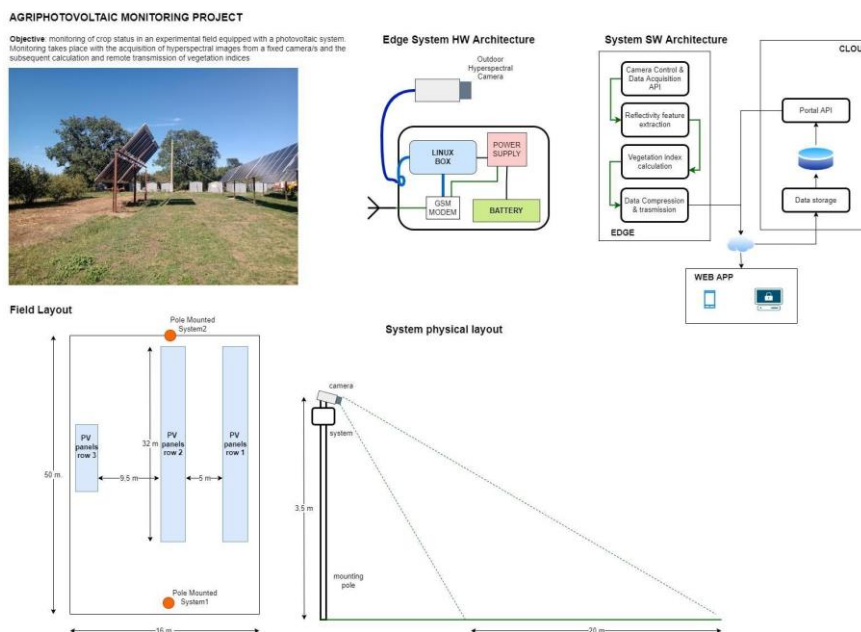 AGRIPHOTOVOLTAIC MONITORING PROJECT
Objective: monitoring of crop status in an experimental field equipped with a photovoltaic system.
Monitoring takes place with the acquisition of hyperspectral images from a fixed camera/s and the
subsequent calculation and remote transmission of vegetation indices
Edge System HW Architecture
Outdoor
Hyperspectral
Camera
LINUX
BOX
POWER
SUPPLY
GSM
MODEM
BATTERY
System SW Architecture
CLOU
Camera Control &
Data Acquisition
API
Reflectivity feature
extraction
Vegetation index
calculation
Data Compression
& trasmission
EDGE
Portal API
Data storage
WEB APP
Field Layout
Pole Mounted
System2
50 m.
32 m
PV
panels
row 3
PV
panels
row 2
PV
panels
row 1
9.5 m
5 m
Pole Mounted
System1
16 m
System physical layout
camera
system
3.5 m
mounting
pole
20 m